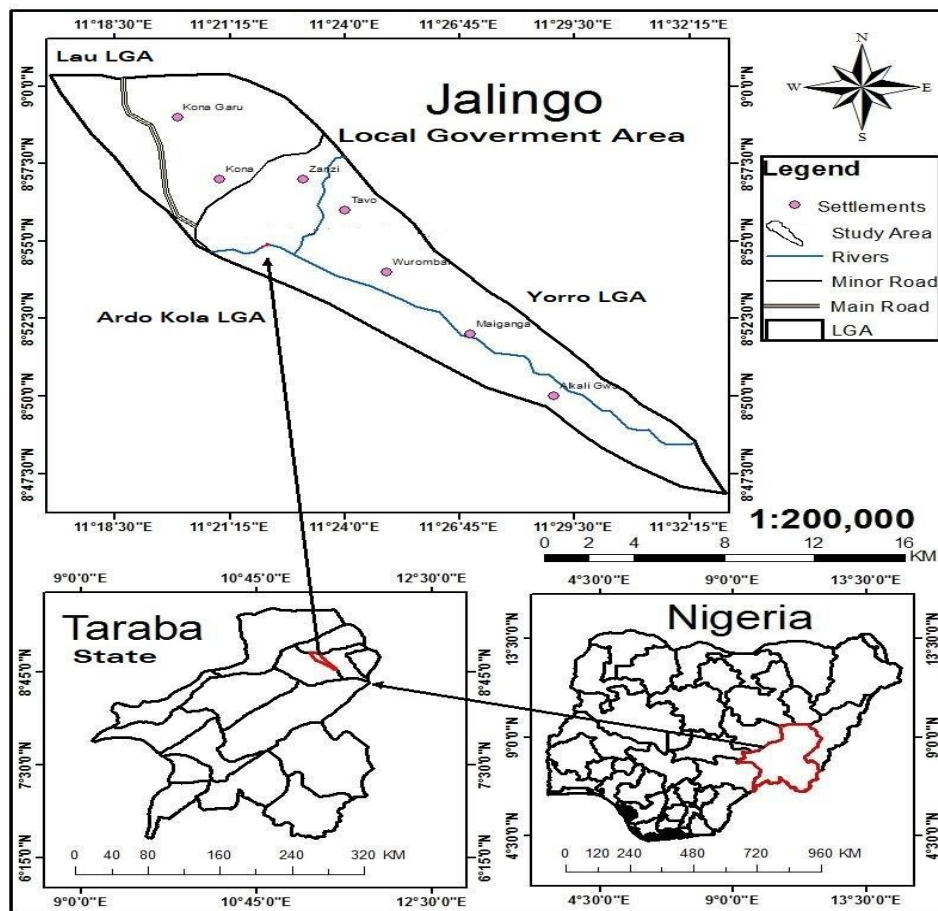 11°18'30"E 11°21'15"E 11°24'0"E 11°26'45"E 11°29'30"E 11°32'15"E
Lau LGA
Jalingo
Local Goverment Area
Kona Garu
Kona
Zanzi
Tavo
Wuromba
Maiganga
Alkali Gws
Ardo Kola LGA
Yorro LGA
9°0'0"N
8°57'30"N
8°55'0"N
8°52'30"N
8°50'0"N
8°47'30"N
9°0'0"N
8°57'30"N
8°55'0"N
8°52'30"N
8°50'0"N
8°47'30"N
11°18'30"E 11°21'15"E 11°24'0"E 11°26'45"E 11°29'30"E 11°32'15"E
N
W E
S
Legend
Settlements
Study Area
Rivers
Minor Road
Main Road
LGA
1:200,000
0 2 4 8 12 16
KM
9°0'0"E 10°45'0"E 12°30'0"E
Taraba
State
8°45'0"N
7°30'0"N
6°15'0"N
8°45'0"N
7°30'0"N
6°15'0"N
0 40 80 160 240 320 KM
9°0'0"E 10°45'0"E 12°30'0"E
4°30'0"E 9°0'0"E 13°30'0"E
Nigeria
13°30'0"N
9°0'0"N
4°30'0"N
13°30'0"N
9°0'0"N
4°30'0"N
0 120 240 480 720 960 KM
4°30'0"E 9°0'0"E 13°30'0"E